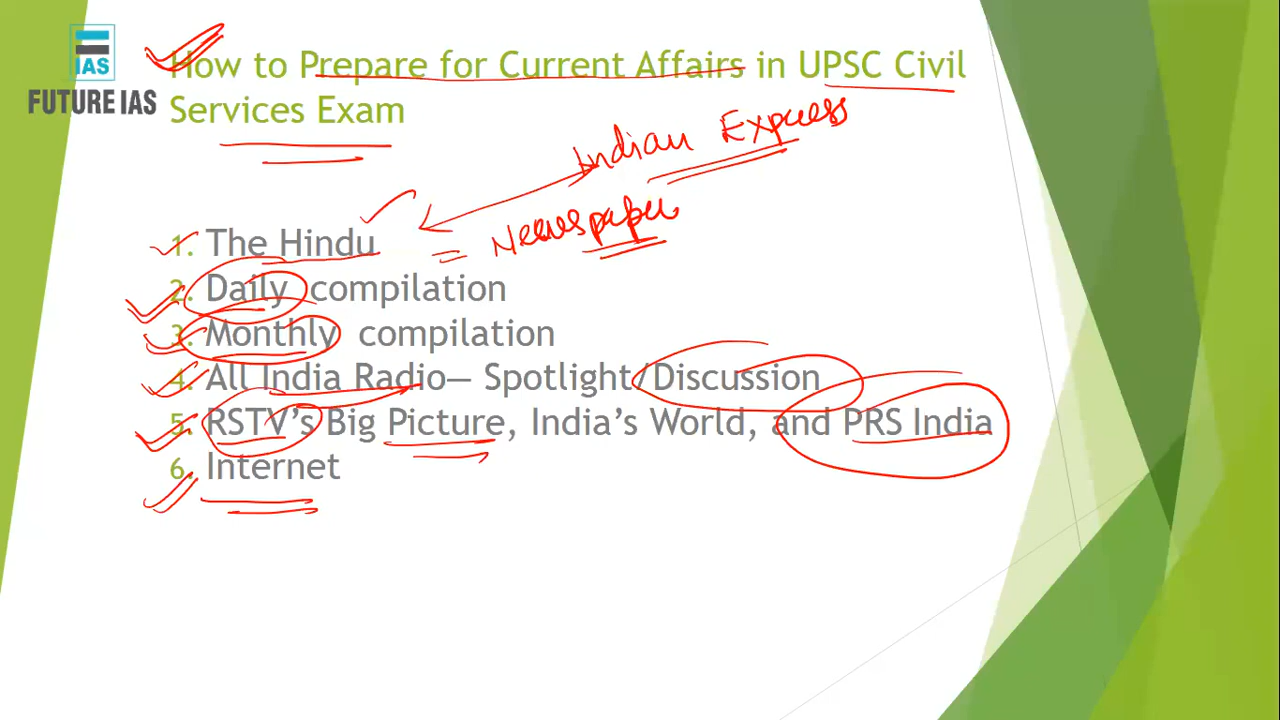 IAS
FUTURE IAS
How to Prepare for Current Affairs in UPSC Civil
Services Exam
Indian Express
Newspaper
1. The Hindu
2. Daily compilation
3. Monthly compilation
4. All India Radio— Spotlight/Discussion
5. RSTV’s Big Picture, India’s World, and PRS India
6. Internet